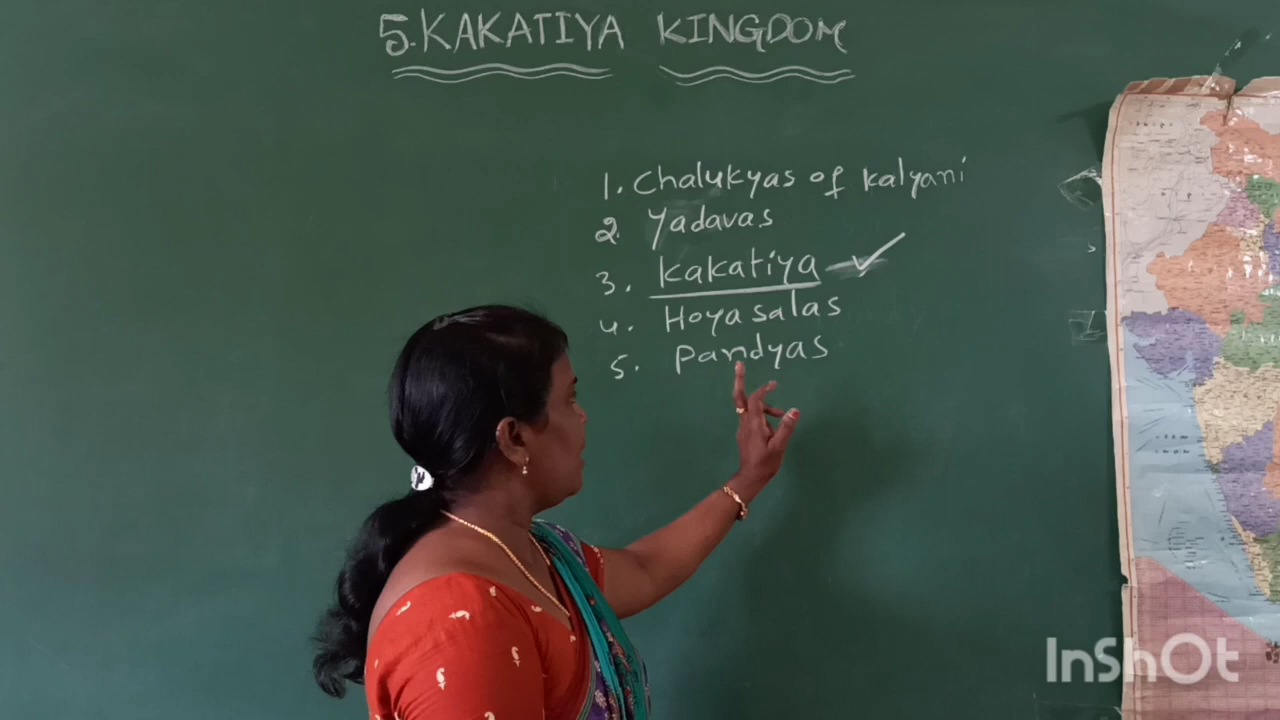 5.KAKATIYA KINGDOM
1. Chalukyas of Kalyani
2. Yadavas
3. Kakatiya
4. Hoyasalas
5. Pandyas
InShOt